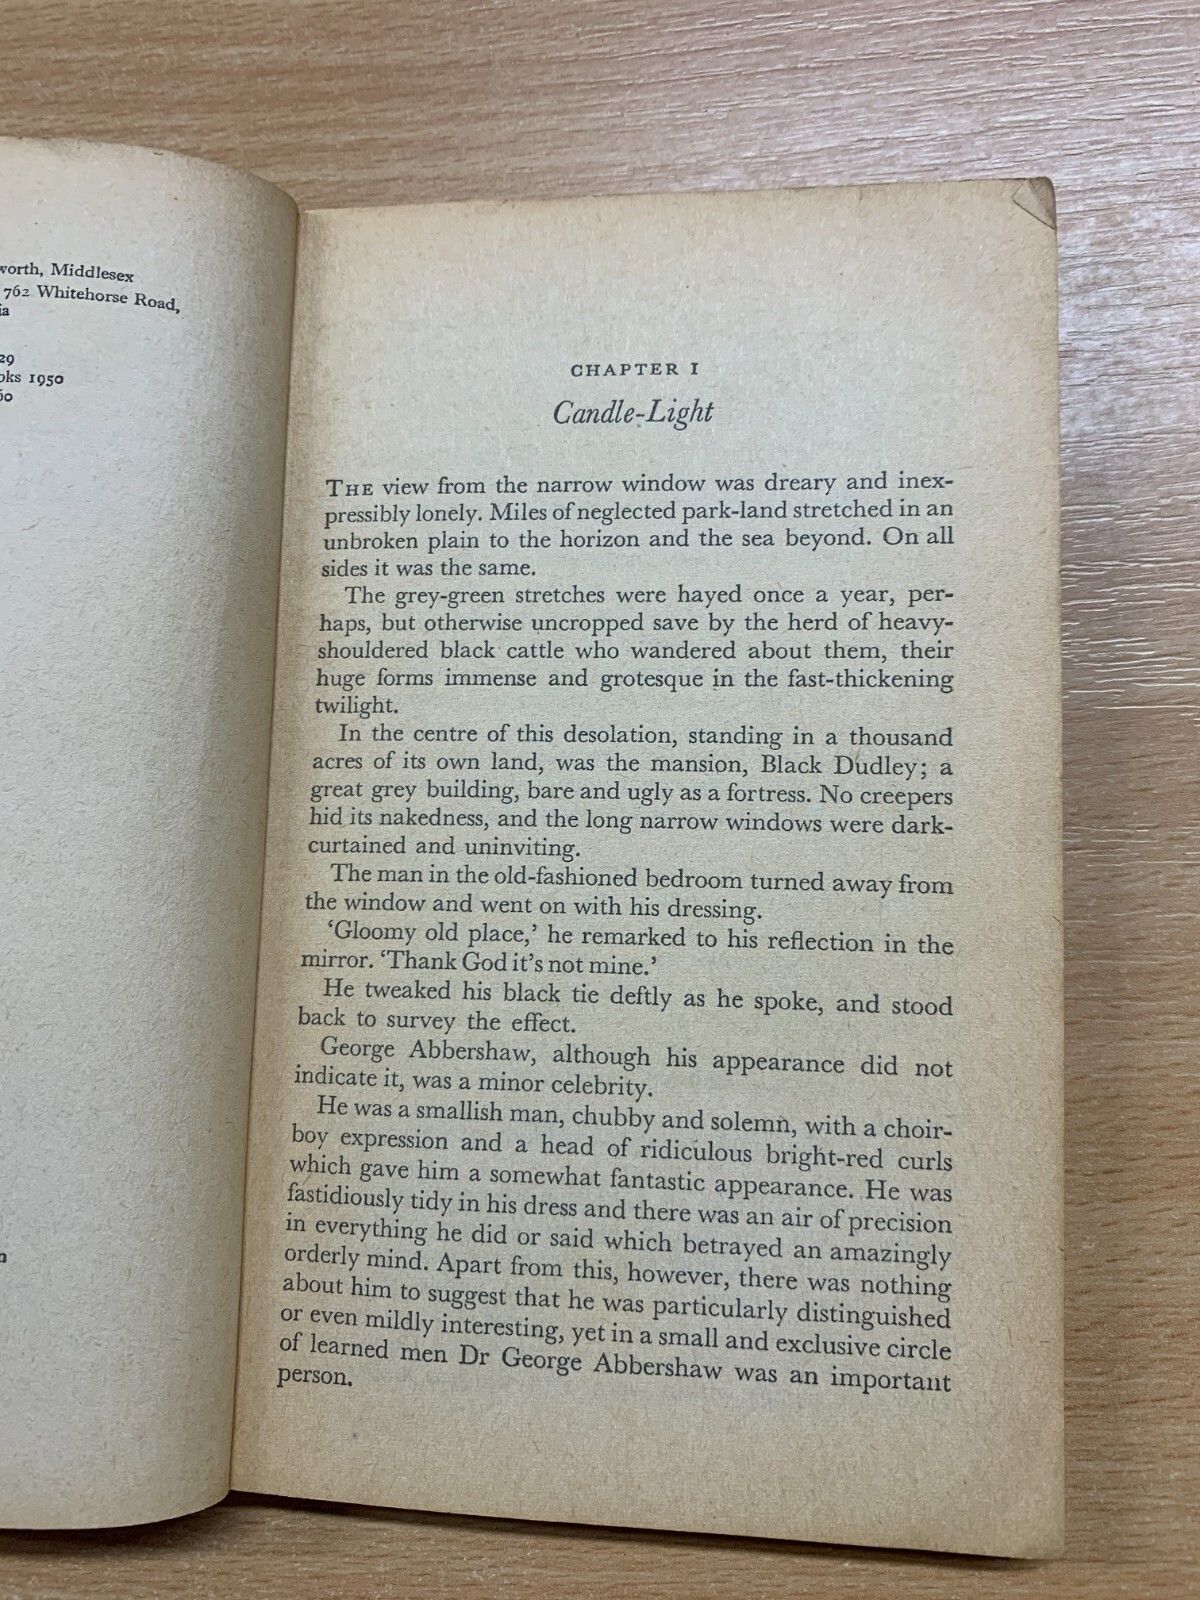 worth, Middlesex
762 Whitehorse Road,
ia
29
oks 1950
60
n
CHAPTER I
Candle-Light
THE view from the narrow window was dreary and inex-
pressibly lonely. Miles of neglected park-land stretched in an
unbroken plain to the horizon and the sea beyond. On all
sides it was the same.
The grey-green stretches were hayed once a year, per-
haps, but otherwise uncropped save by the herd of heavy-
shouldered black cattle who wandered about them, their
huge forms immense and grotesque in the fast-thickening
twilight.
In the centre of this desolation, standing in a thousand
acres of its own land, was the mansion, Black Dudley; a
great grey building, bare and ugly as a fortress. No creepers
hid its nakedness, and the long narrow windows were dark-
curtained and uninviting.
The man in the old-fashioned bedroom turned away from
the window and went on with his dressing.
‘Gloomy old place,’ he remarked to his reflection in the
mirror. ‘Thank God it’s not mine.’
He tweaked his black tie deftly as he spoke, and stood
back to survey the effect.
George Abbershaw, although his appearance did not
indicate it, was a minor celebrity.
He was a smallish man, chubby and solemn, with a choir-
boy expression and a head of ridiculous bright-red curls
which gave him a somewhat fantastic appearance. He was
fastidiously tidy in his dress and there was an air of precision
in everything he did or said which betrayed an amazingly
orderly mind. Apart from this, however, there was nothing
about him to suggest that he was particularly distinguished
or even mildly interesting, yet in a small and exclusive circle
of learned men Dr George Abbershaw was an important
person.